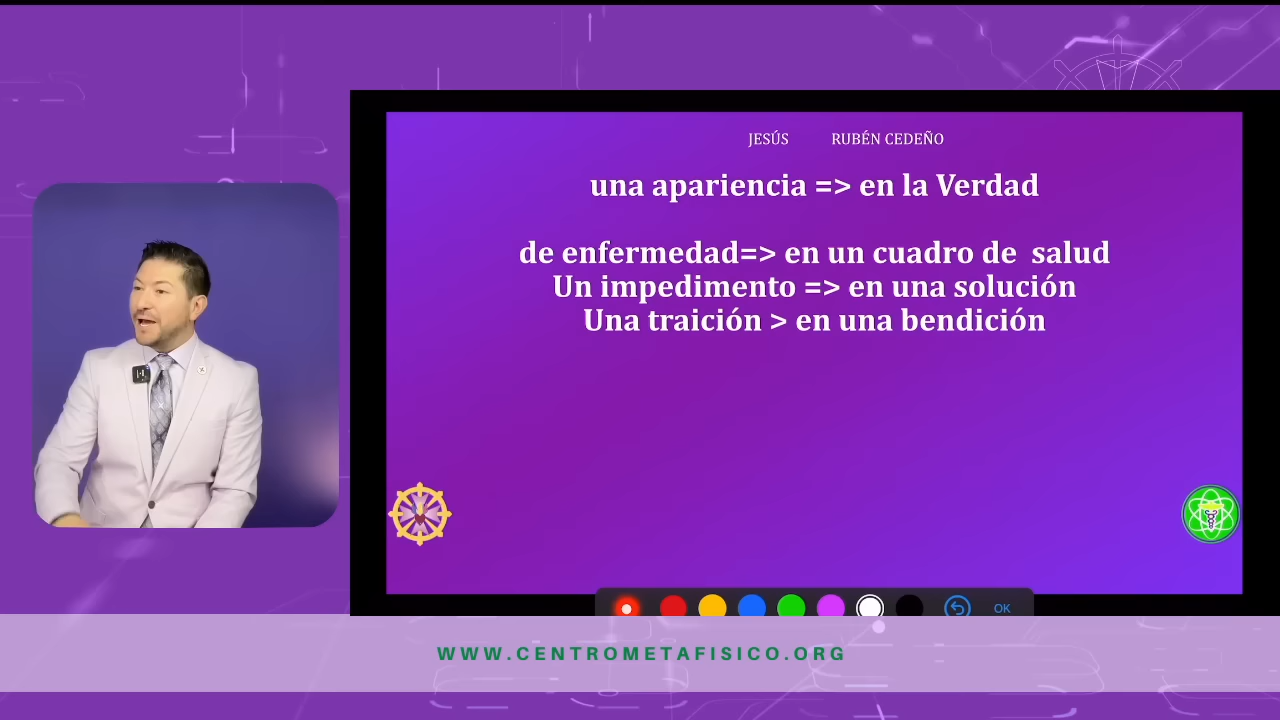 JESÚS RUBÉN CEDEÑO
una apariencia => en la Verdad
de enfermedad=> en un cuadro de salud
Un impedimento => en una solución
Una traición > en una bendición
OK
WWW.CENTROMETAFISICO.ORG